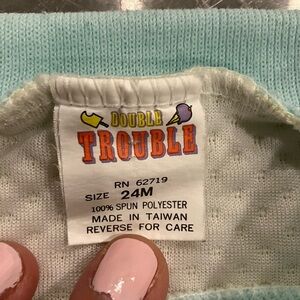 DOUBLE
TROUBLE
RN 62719
SIZE 24M
100% SPUN POLYESTER
MADE IN TAIWAN
REVERSE FOR CARE